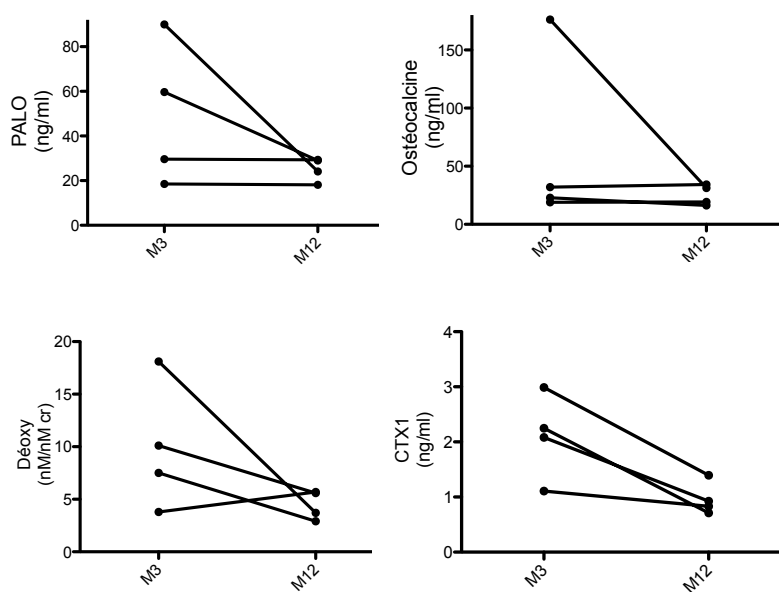 PALO
(ng/ml)
80
60
40
20
0
M3
M12
Ostéocalcine
(ng/ml)
150
100
50
0
M3
M12
Déoxy
(nM/nM cr)
20
15
10
5
0
M3
M12
CTX1
(ng/ml)
4
3
2
1
0
M3
M12